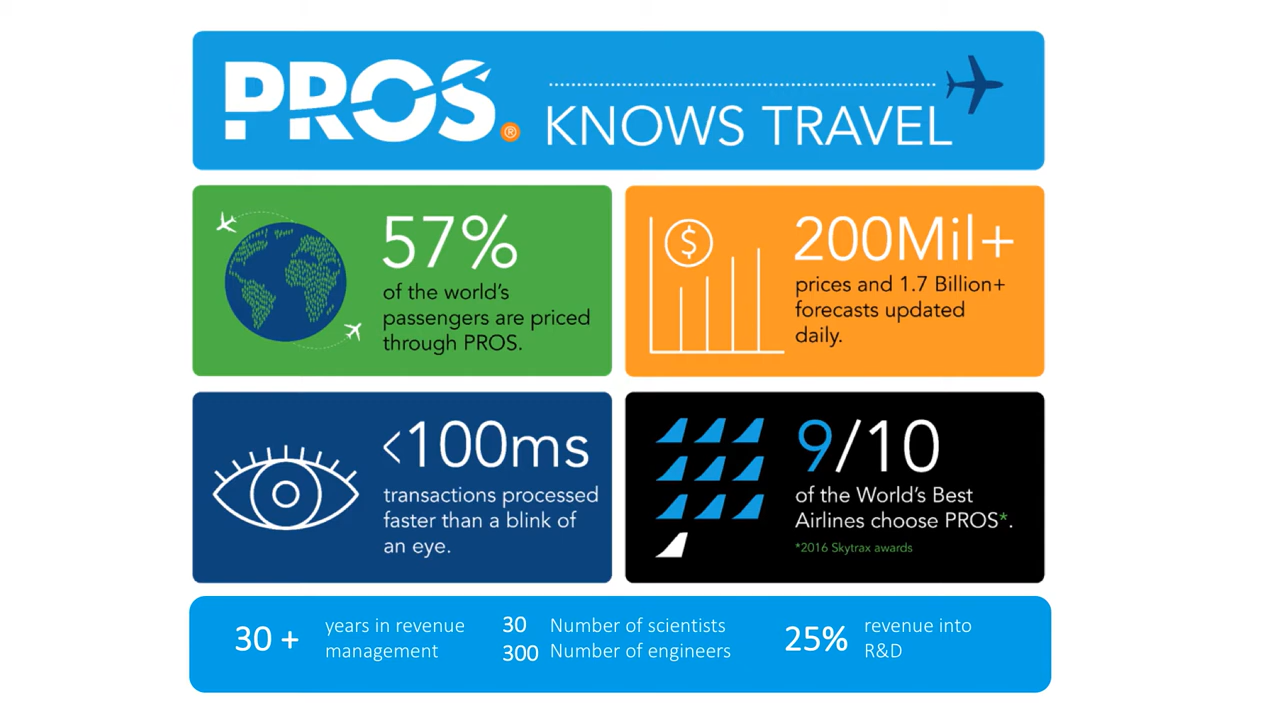 PROS®
KNOWS TRAVEL
57%
of the world's
passengers are priced
through PROS.
$
200Mil+
prices and 1.7 Billion+
forecasts updated
daily.
<100ms
transactions processed
faster than a blink of
an eye.
9/10
of the World's Best
Airlines choose PROS*.
*2016 Skytrax awards
30 +
years in revenue
management
30 Number of scientists
300 Number of engineers
25%
revenue into
R&D